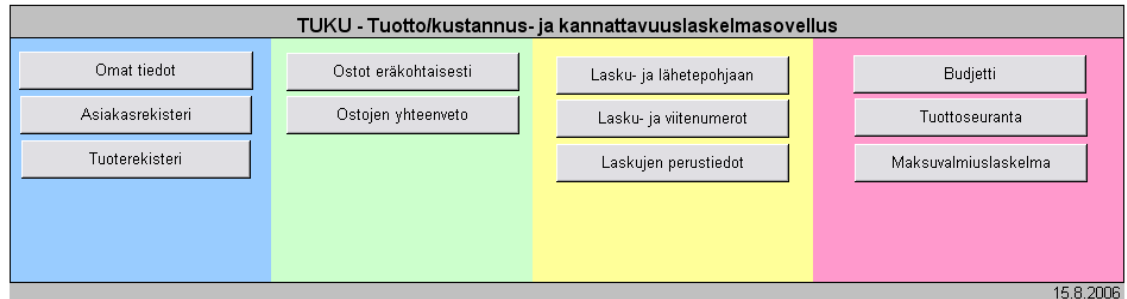 TUKU - Tuotto/kustannus- ja kannattavuuslaskelmasovellus
Omat tiedot
Asiakasrekisteri
Tuoterekisteri
Ostot eräkohtaisesti
Ostojen yhteenveto
Lasku- ja lähetepohjaan
Lasku- ja viitenumerot
Laskujen perustiedot
Budjetti
Tuottoseuranta
Maksuvalmiuslaskelma
15.8.2006